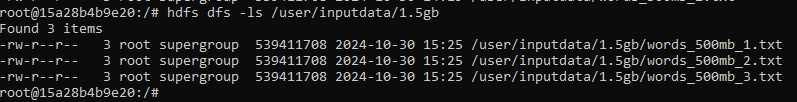 root@15a28b4b9e20:/# hdfs dfs -ls /user/inputdata/1.5gb
Found 3 items
-rw-r--r--   3 root supergroup  539411708 2024-10-30 15:25 /user/inputdata/1.5gb/words_500mb_1.txt
-rw-r--r--   3 root supergroup  539411708 2024-10-30 15:25 /user/inputdata/1.5gb/words_500mb_2.txt
-rw-r--r--   3 root supergroup  539411708 2024-10-30 15:25 /user/inputdata/1.5gb/words_500mb_3.txt
root@15a28b4b9e20:/#